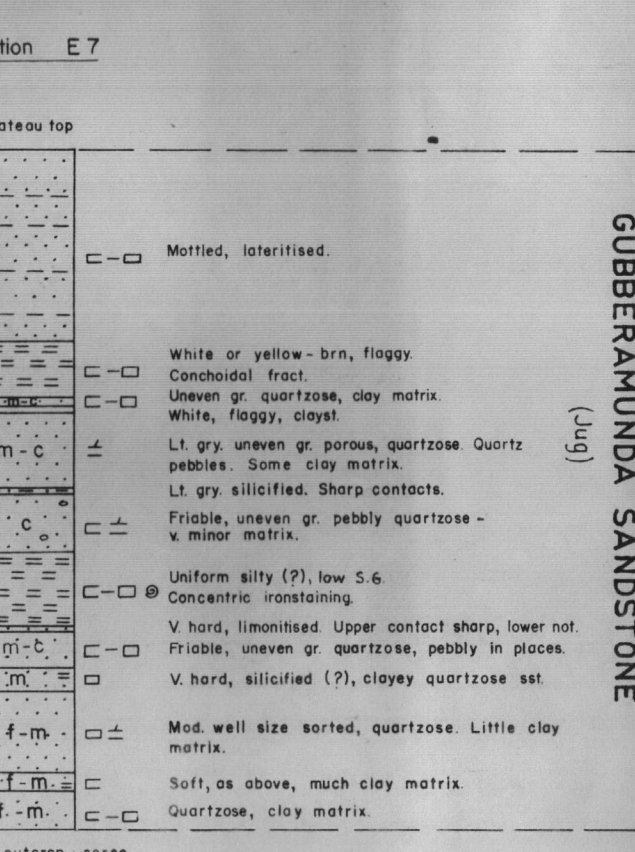 tion E 7
ateau top
Mottled, lateritised.
White or yellow-brn, flaggy.
Conchoidal fract.
m-c
Uneven gr. quartzose, clay matrix.
White, flaggy, clayst.
m-c
Lt. gry. uneven gr. porous, quartzose. Quartz
pebbles. Some clay matrix.
Lt. gry. silicified. Sharp contacts.
c
Friable, uneven gr. pebbly quartzose -
v. minor matrix.
Uniform silty (?), low S.G.
Concentric ironstaining.
V. hard, limonitised. Upper contact sharp, lower not.
m-c
Friable, uneven gr. quartzose, pebbly in places.
m
V. hard, silicified (?), clayey quartzose sst.
f-m
Mod. well size sorted, quartzose. Little clay
matrix.
f-m
Soft, as above, much clay matrix.
f-m
Quartzose, clay matrix.
GUBBERAMUNDA SANDSTONE
(Jug)